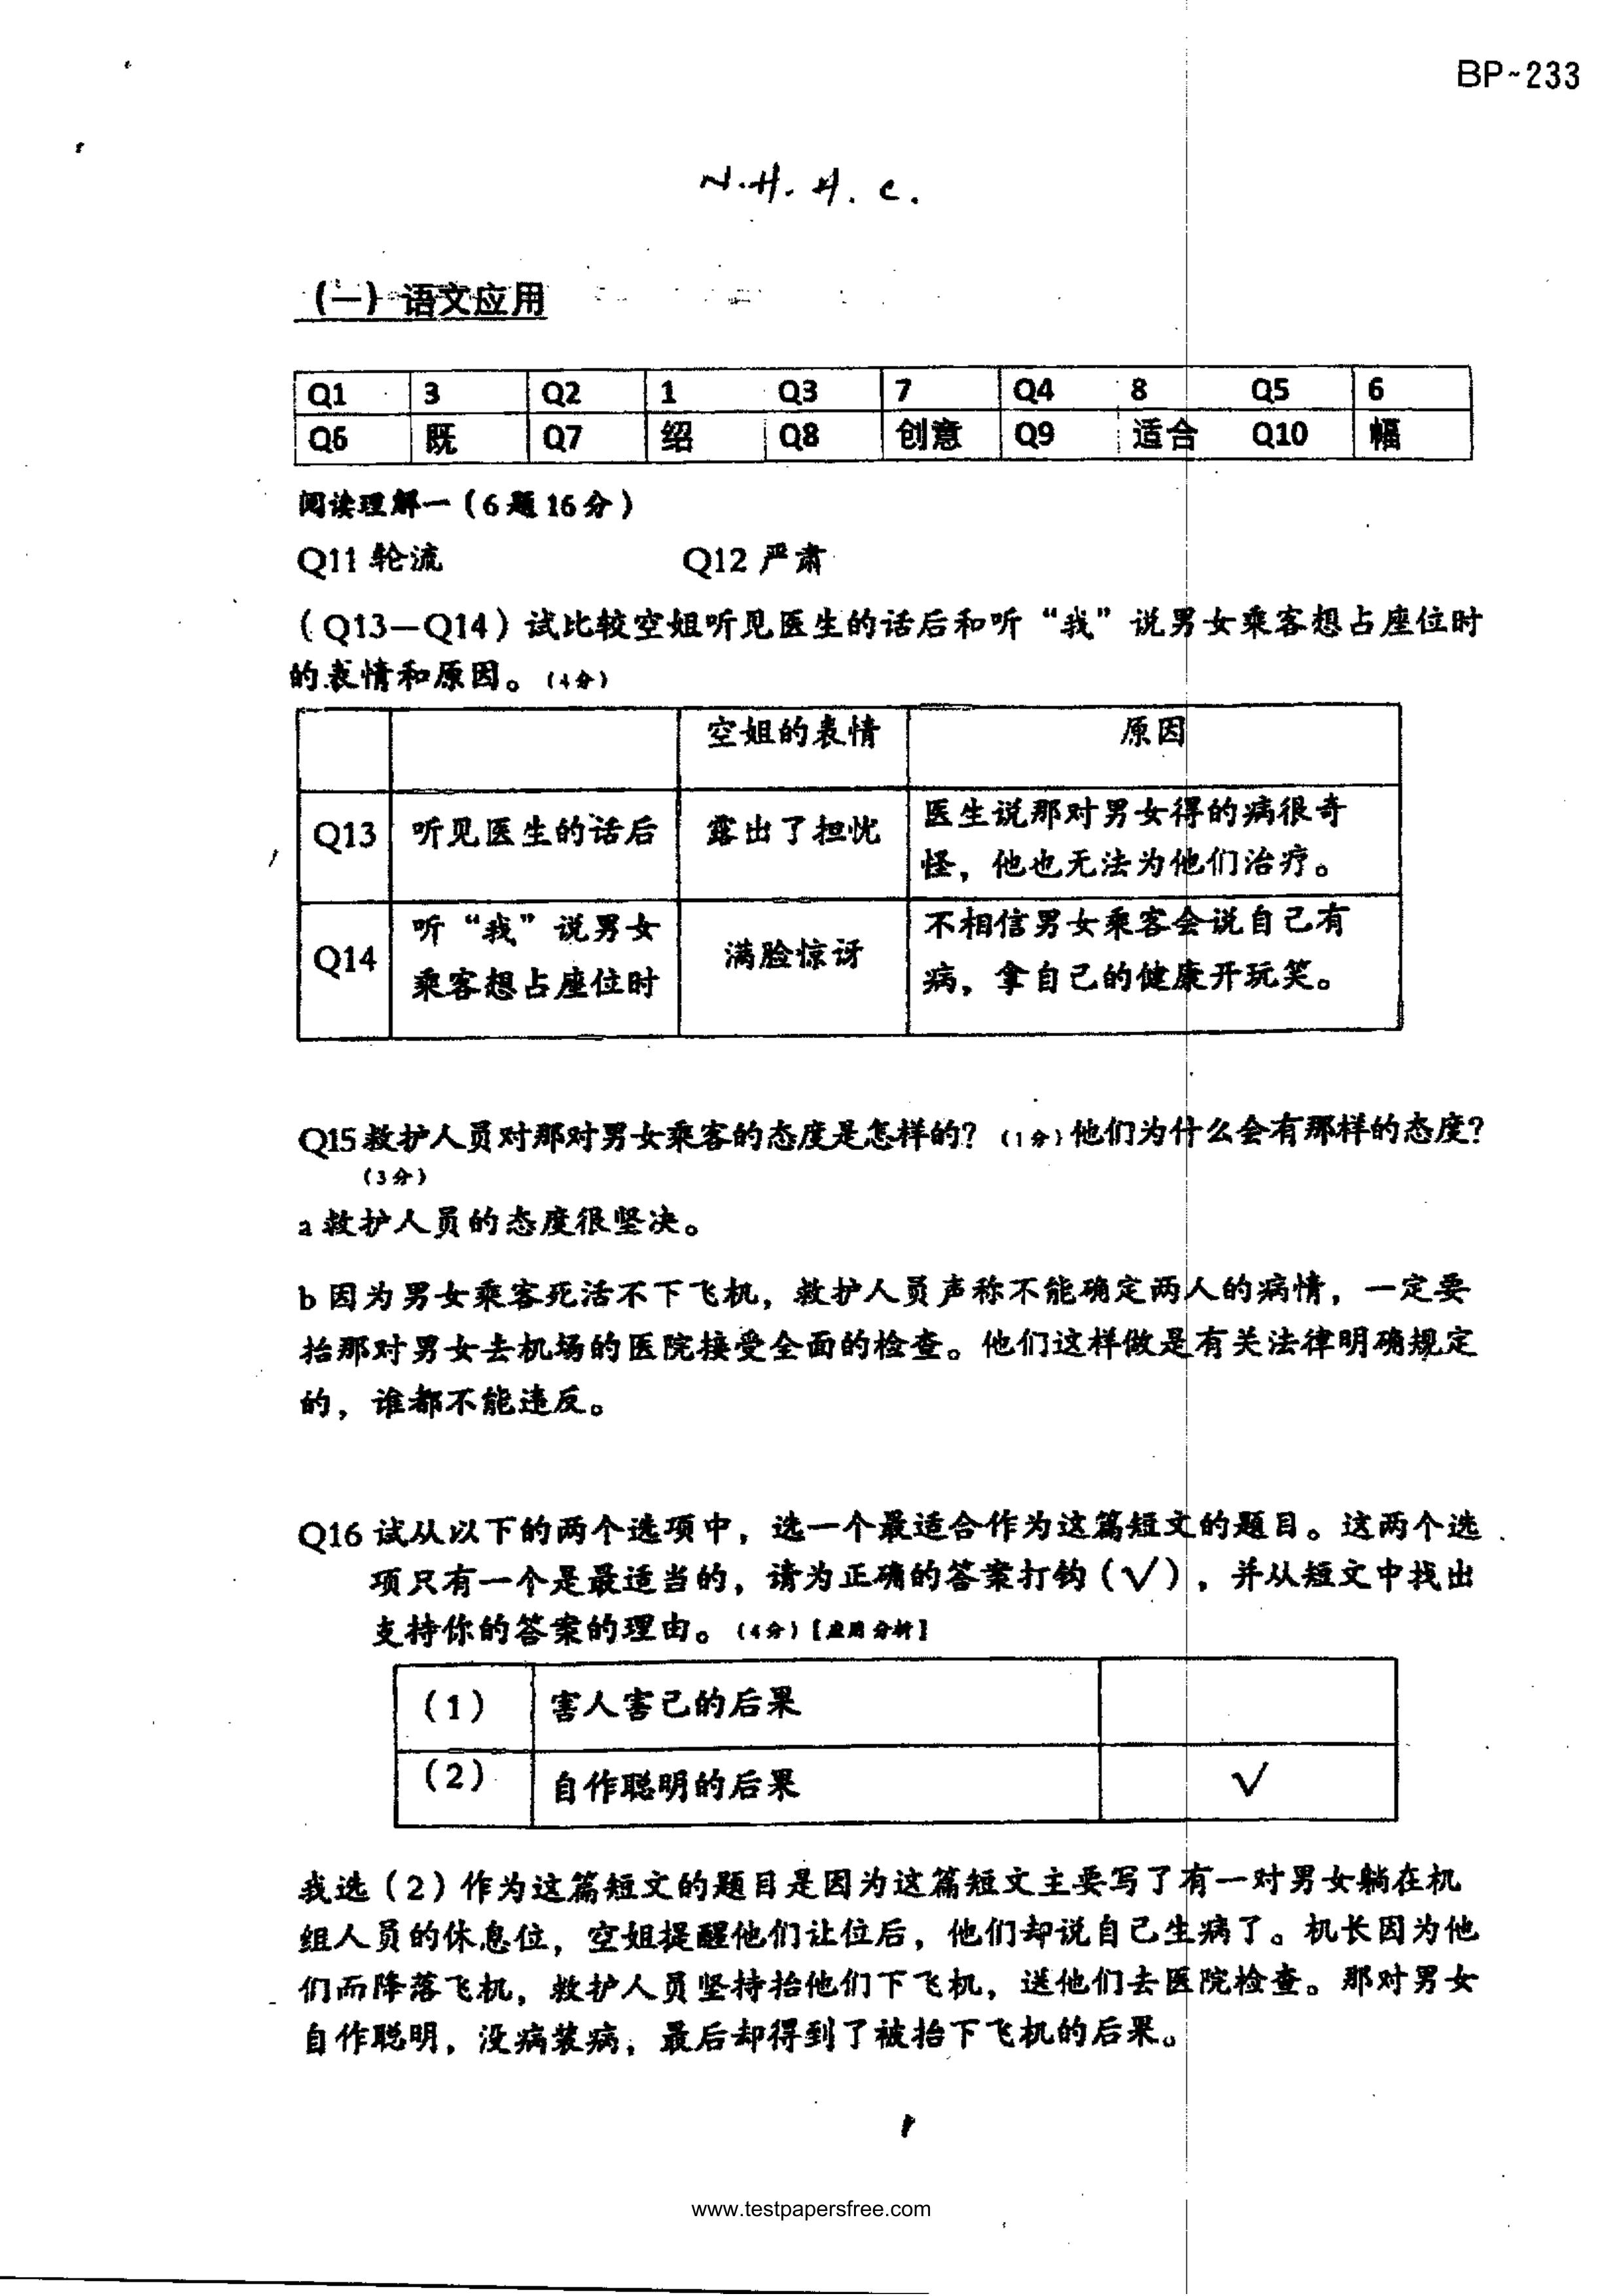 BP-233
N.H.H.C.
(一) 语文应用
Q1 3 Q2 1 Q3 7 Q4 8 Q5 6
Q6 既 Q7 绍 Q8 创意 Q9 适合 Q10 幅
阅读理解一（6题16分）
Q11 轮流 Q12 严肃
（Q13—Q14）试比较空姐听见医生的话后和听“我”说男女乘客想占座位时
的表情和原因。（4分）
空姐的表情 原因
Q13 听见医生的话后 露出了担忧 医生说那对男女得的病很奇
怪，他也无法为他们治疗。
Q14 听“我”说男女
乘客想占座位时 满脸惊讶 不相信男女乘客会说自己有
病，拿自己的健康开玩笑。
Q15 救护人员对那对男女乘客的态度是怎样的？（1分）他们为什么会有那样的态度？
（3分）
a 救护人员的态度很坚决。
b 因为男女乘客死活不下飞机，救护人员声称不能确定两人的病情，一定要
抬那对男女去机场的医院接受全面的检查。他们这样做是有关法律明确规定
的，谁都不能违反。
Q16 试从以下的两个选项中，选一个最适合作为这篇短文的题目。这两个选
项只有一个是最适当的，请为正确的答案打钩（√），并从短文中找出
支持你的答案的理由。（4分）【应用分析】
（1） 害人害己的后果
（2） 自作聪明的后果 √
我选（2）作为这篇短文的题目是因为这篇短文主要写了有一对男女躺在机
组人员的休息位，空姐提醒他们让位后，他们却说自己生病了。机长因为他
们而降落飞机，救护人员坚持抬他们下飞机，送他们去医院检查。那对男女
自作聪明，没病装病，最后却得到了被抬下飞机的后果。
www.testpapersfree.com